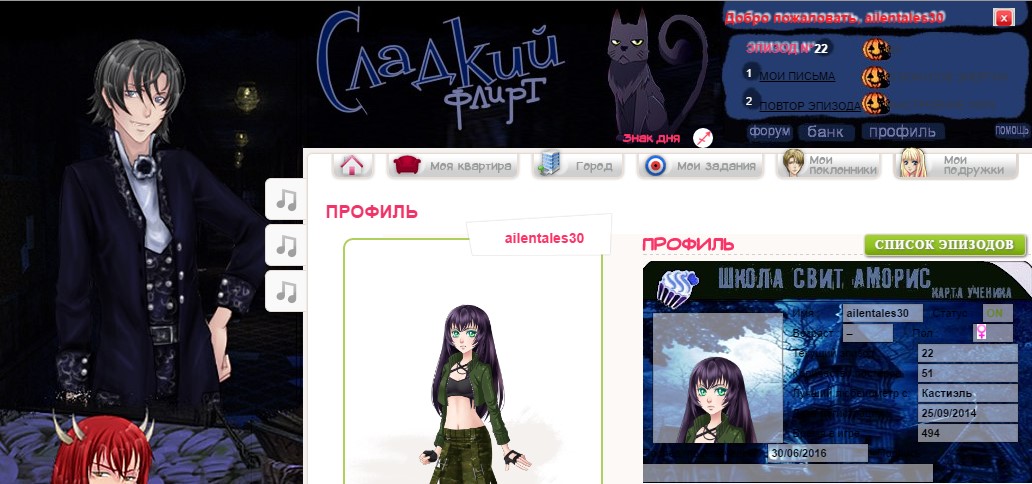 Сладкий
флирт
Добро пожаловать, ailentales30
x
ЭПИЗОД №22
1 МОИ ПИСЬМА
2 ПОВТОР ЭПИЗОДА
Знак дня
форум банк профиль помощь
Моя квартира
Город
Мои задания
Мои поклонники
Мои подружки
ПРОФИЛЬ
ailentales30
ПРОФИЛЬ
СПИСОК ЭПИЗОДОВ
ШКОЛА СВИТ АМОРИС
КАРТА УЧЕНИКА
Имя ailentales30 Статус ON
Возраст – Пол
22
51
Кастиэль
25/09/2014
494
30/06/2016